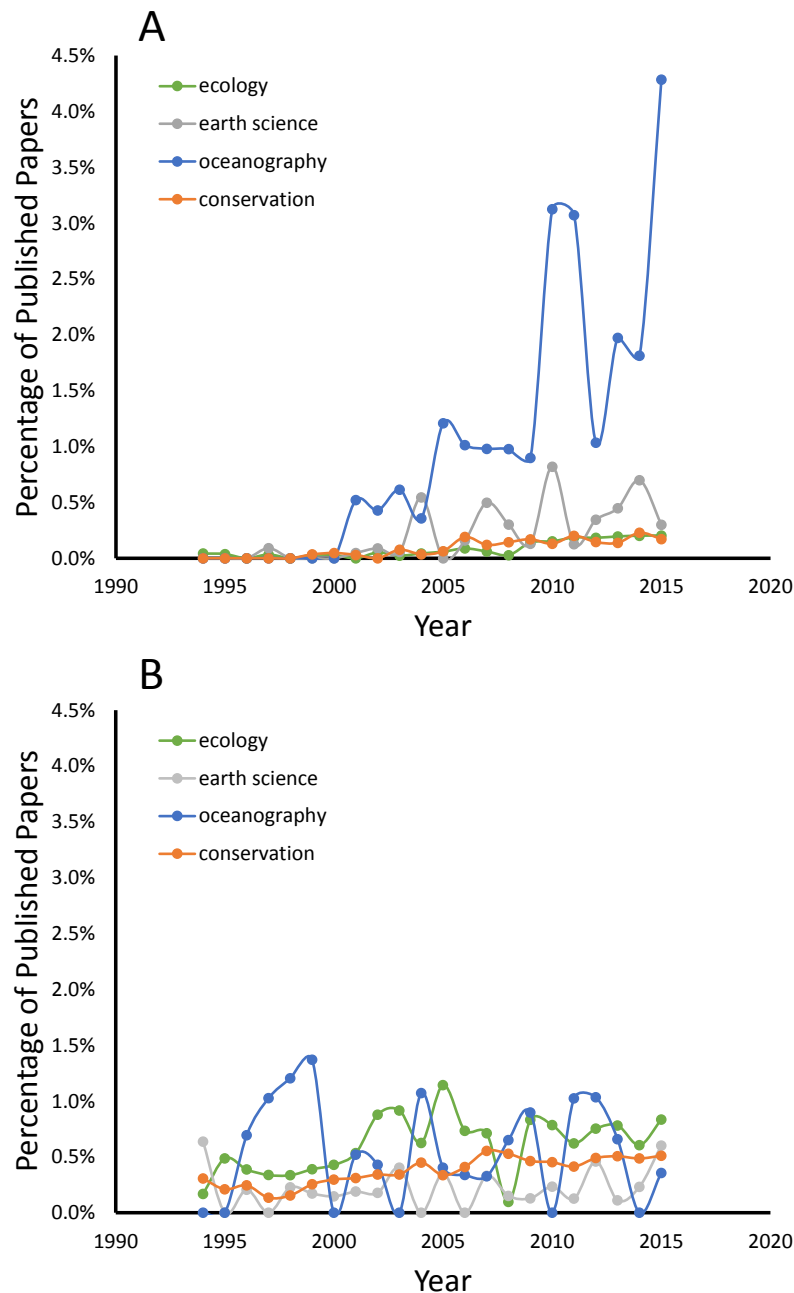 A
4.5%
4.0%
3.5%
3.0%
2.5%
2.0%
1.5%
1.0%
0.5%
0.0%
Percentage of Published Papers
ecology
earth science
oceanography
conservation
1990
1995
2000
2005
2010
2015
2020
Year
B
4.5%
4.0%
3.5%
3.0%
2.5%
2.0%
1.5%
1.0%
0.5%
0.0%
Percentage of Published Papers
ecology
earth science
oceanography
conservation
1990
1995
2000
2005
2010
2015
2020
Year